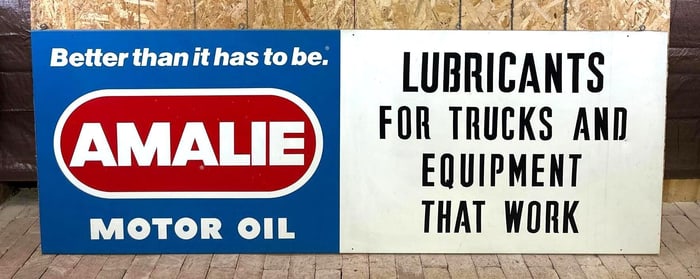 Better than it has to be.®
AMALIE
MOTOR OIL
LUBRICANTS
FOR TRUCKS AND
EQUIPMENT
THAT WORK